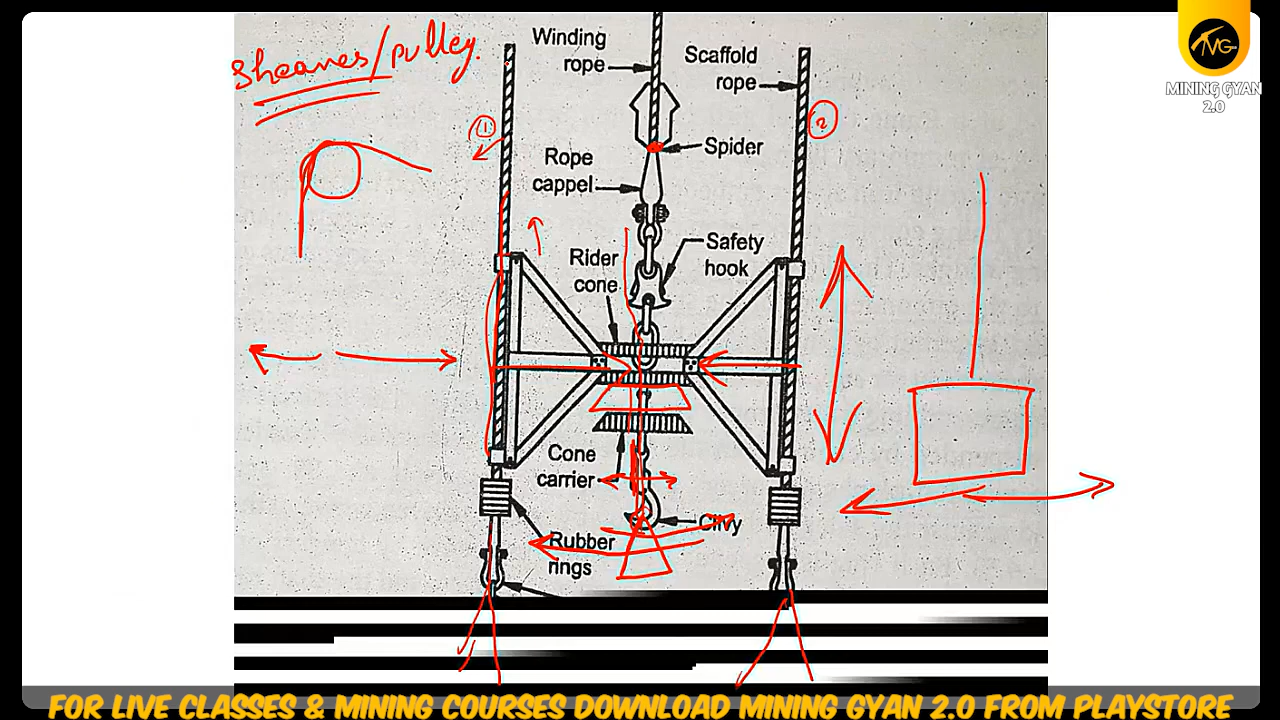 Sheaves/pulley.
Winding
rope
Scaffold
rope
1
2
Spider
Rope
cappel
Safety
hook
Rider
cone
Cone
carrier
Clivy
Rubber
rings
TMG
MINING GYAN
2.0
FOR LIVE CLASSES & MINING COURSES DOWNLOAD MINING GYAN 2.0 FROM PLAYSTORE